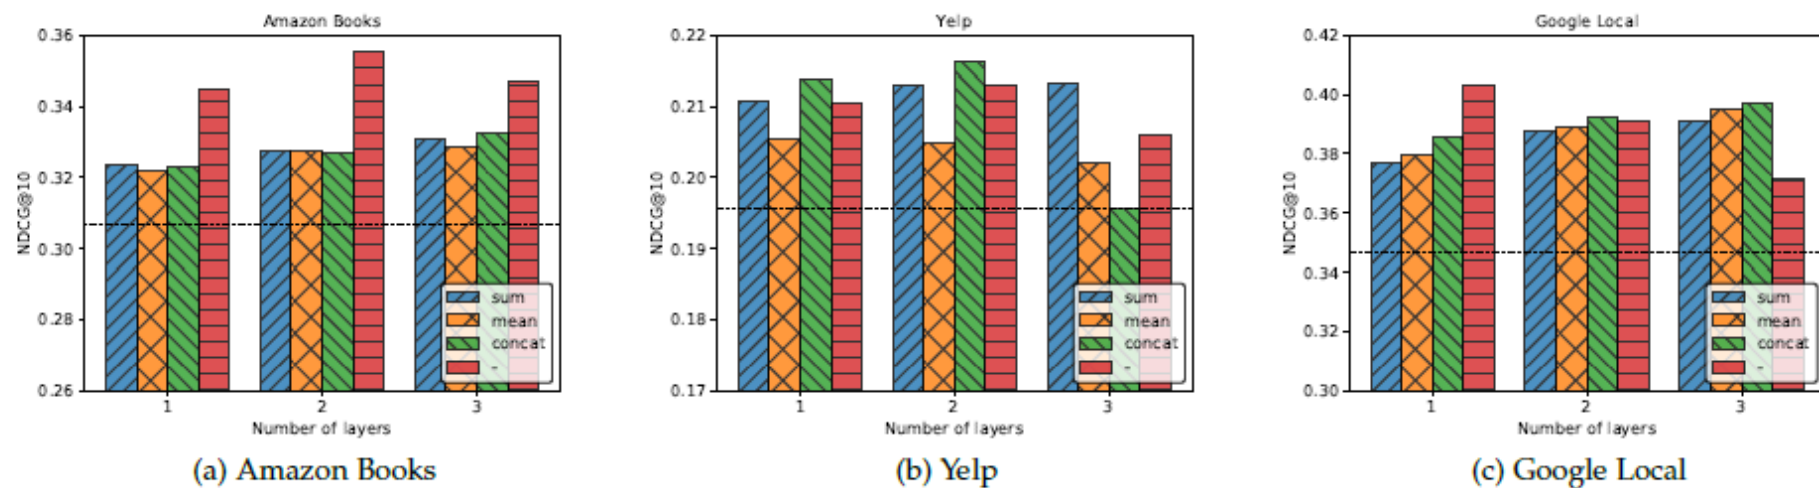 Amazon Books
0.36
0.34
0.32
0.30
0.28
0.26
NDCG@10
1 2 3
Number of layers
sum
mean
concat
-
(a) Amazon Books
Yelp
0.22
0.21
0.20
0.19
0.18
0.17
NDCG@10
1 2 3
Number of layers
sum
mean
concat
-
(b) Yelp
Google Local
0.42
0.40
0.38
0.36
0.34
0.32
0.30
NDCG@10
1 2 3
Number of layers
sum
mean
concat
-
(c) Google Local